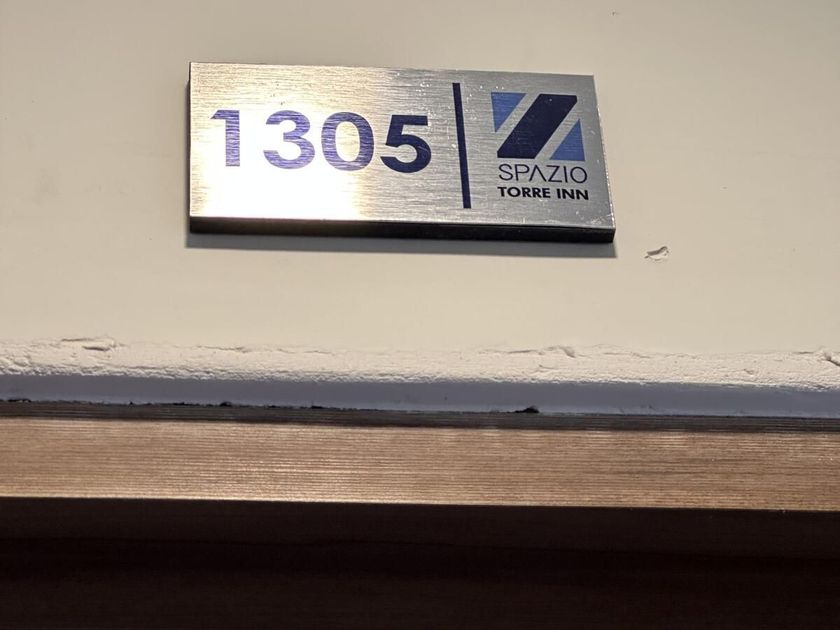 1305
SPAZIO
TORRE INN